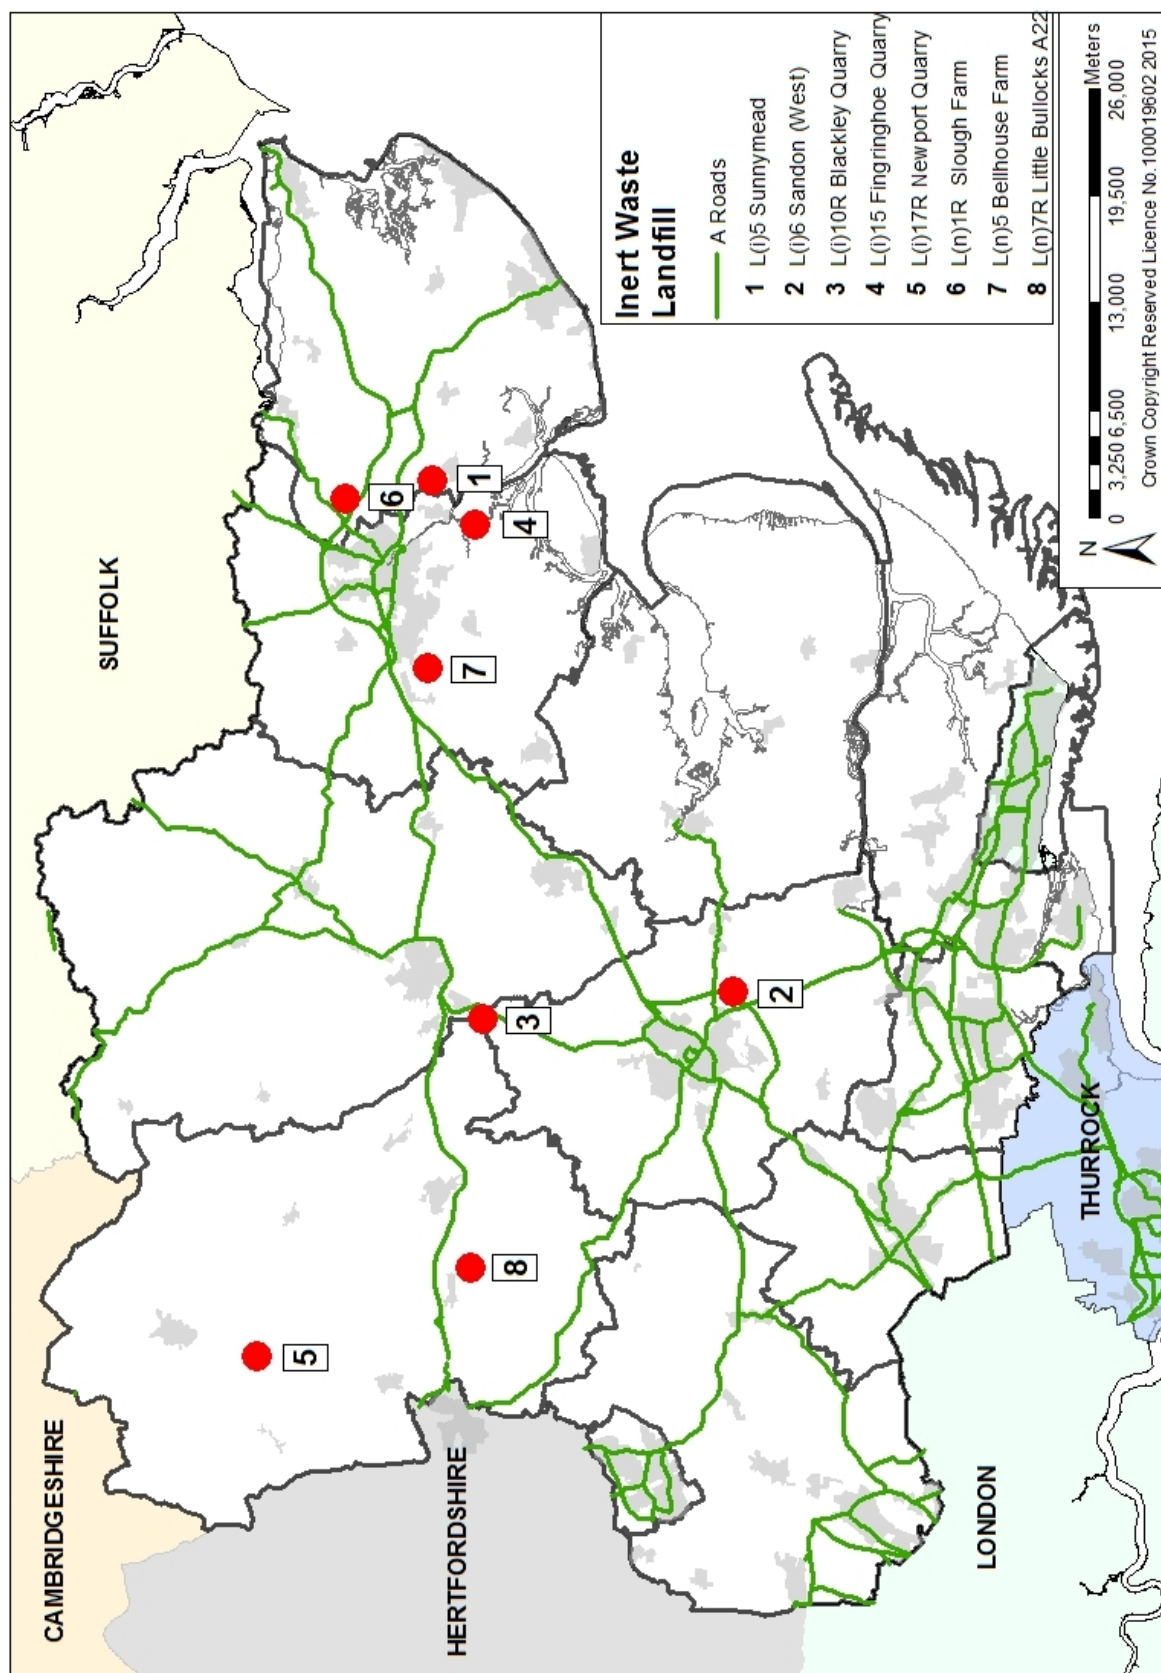 CAMBRIDGESHIRE
SUFFOLK
HERTFORDSHIRE
LONDON
THURROCK
5
8
3
7
6
1
4
2
Inert Waste
Landfill
A Roads
1 L(i)5 Sunnymead
2 L(i)6 Sandon (West)
3 L(i)10R Blackley Quarry
4 L(i)15 Fingringhoe Quarry
5 L(i)17R Newport Quarry
6 L(n)1R Slough Farm
7 L(n)5 Bellhouse Farm
8 L(n)7R Little Bullocks A22
N
0 3,250 6,500 13,000 19,500 26,000
Meters
Crown Copyright Reserved Licence No. 100019602 2015